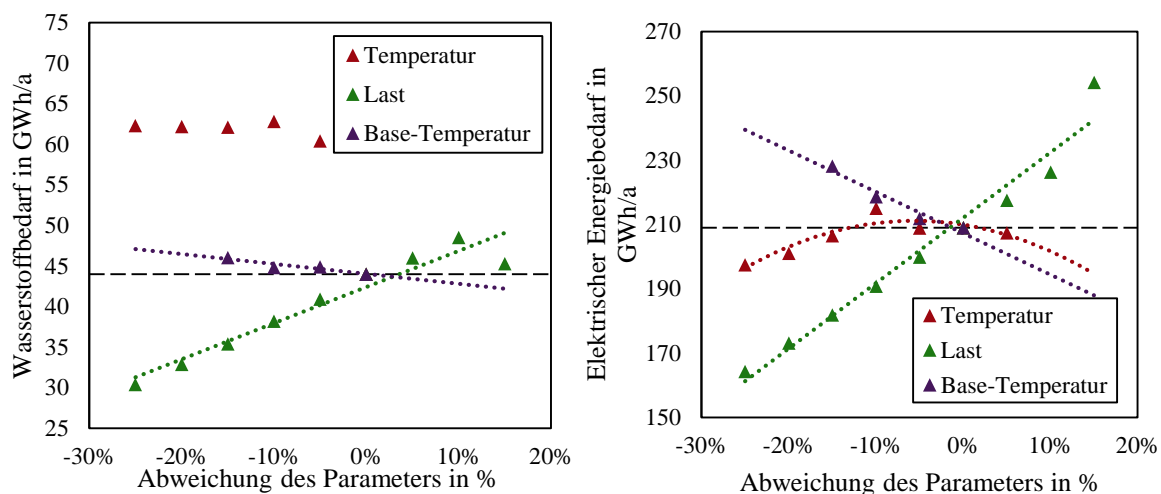 75
70
65
60
55
50
45
40
35
30
25
Wasserstoffbedarf in GWh/a
Temperatur
Last
Base-Temperatur
-30%
-20%
-10%
0%
10%
20%
Abweichung des Parameters in %
270
250
230
210
190
170
150
Elektrischer Energiebedarf in
GWh/a
Temperatur
Last
Base-Temperatur
-30%
-20%
-10%
0%
10%
20%
Abweichung des Parameters in %